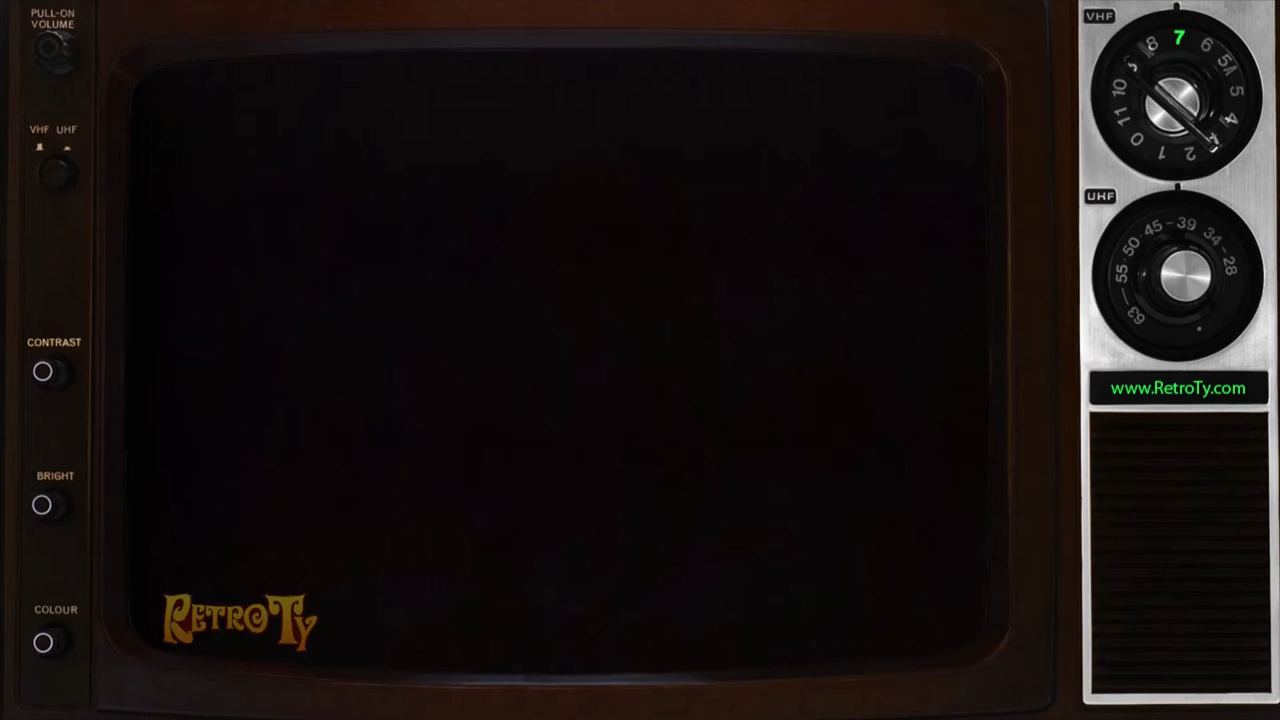 PULL-ON
VOLUME
VHF UHF
CONTRAST
BRIGHT
COLOUR
RETROTY
VHF
7
6
5A
5
4
2
1
0
11
10
8
UHF
63
55
50
45
39
34
28
www.RetroTy.com